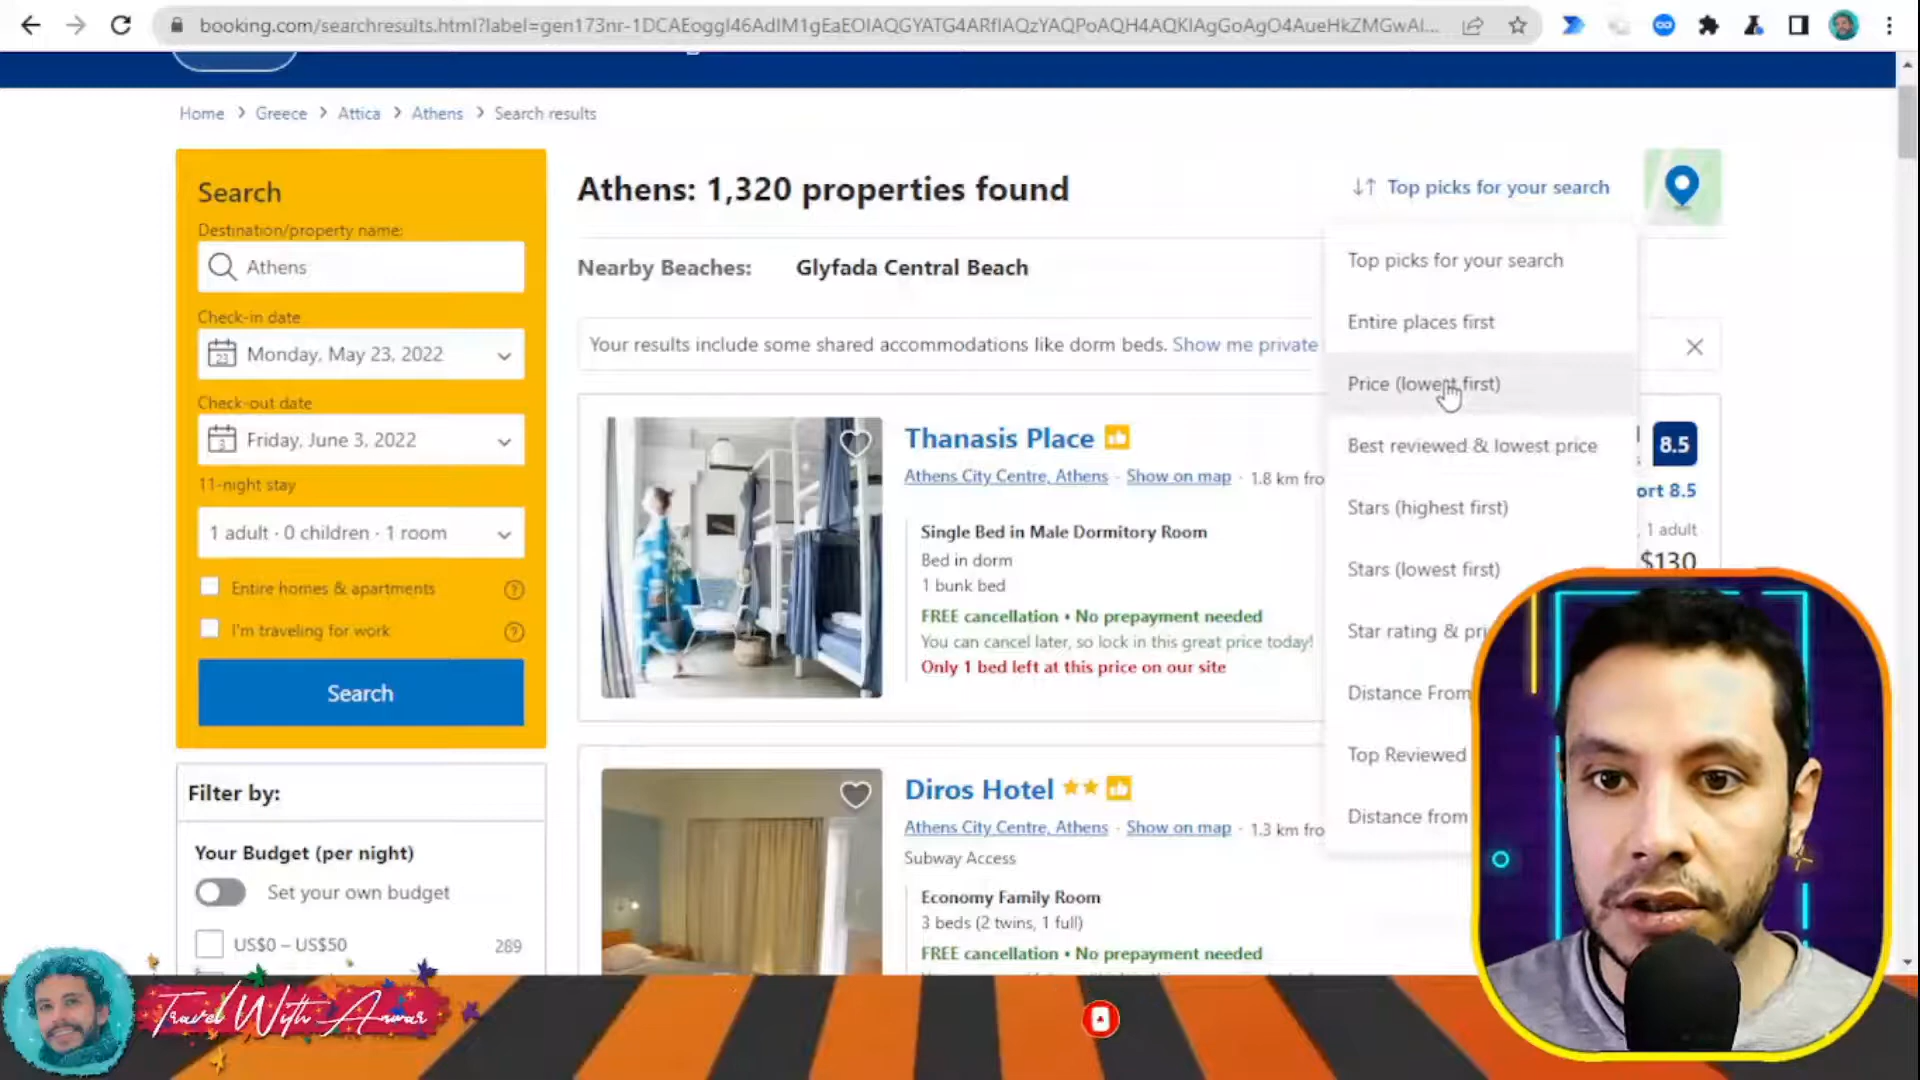 booking.com/searchresults.html?label=gen173nr-1DCAEoggI46AdIM1gEaEOIAQGYATG4ARfIAQzYAQPoAQH4AQKIAgGoAgO4AueHkZMGwAI...
Home > Greece > Attica > Athens > Search results
Search
Destination/property name:
Athens
Check-in date
23
Monday, May 23, 2022
Check-out date
3
Friday, June 3, 2022
11-night stay
1 adult · 0 children · 1 room
Entire homes & apartments
I'm traveling for work
Search
Filter by:
Your Budget (per night)
Set your own budget
US$0 – US$50 289
Athens: 1,320 properties found
Top picks for your search
Nearby Beaches: Glyfada Central Beach
Your results include some shared accommodations like dorm beds. Show me private
Top picks for your search
Entire places first
Price (lowest first)
Best reviewed & lowest price
Stars (highest first)
Stars (lowest first)
Star rating & pri
Distance From
Top Reviewed
Distance from
Thanasis Place
Athens City Centre, Athens · Show on map · 1.8 km fro
Single Bed in Male Dormitory Room
Bed in dorm
1 bunk bed
FREE cancellation • No prepayment needed
You can cancel later, so lock in this great price today!
Only 1 bed left at this price on our site
8.5
ort 8.5
, 1 adult
$130
Diros Hotel
Athens City Centre, Athens · Show on map · 1.3 km fro
Subway Access
Economy Family Room
3 beds (2 twins, 1 full)
FREE cancellation • No prepayment needed
Travel With Anwar